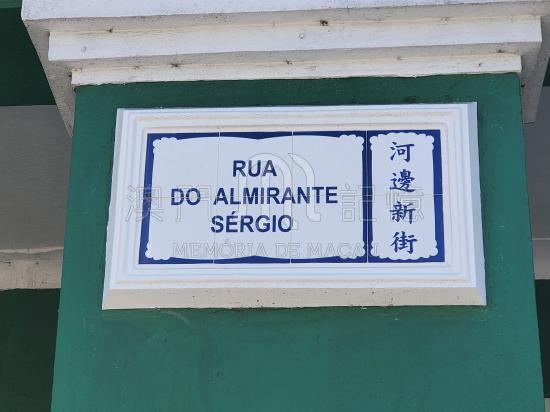 RUA
DO ALMIRANTE
SÉRGIO
河邊新街
澳門記憶
MEMÓRIA DE MACAU